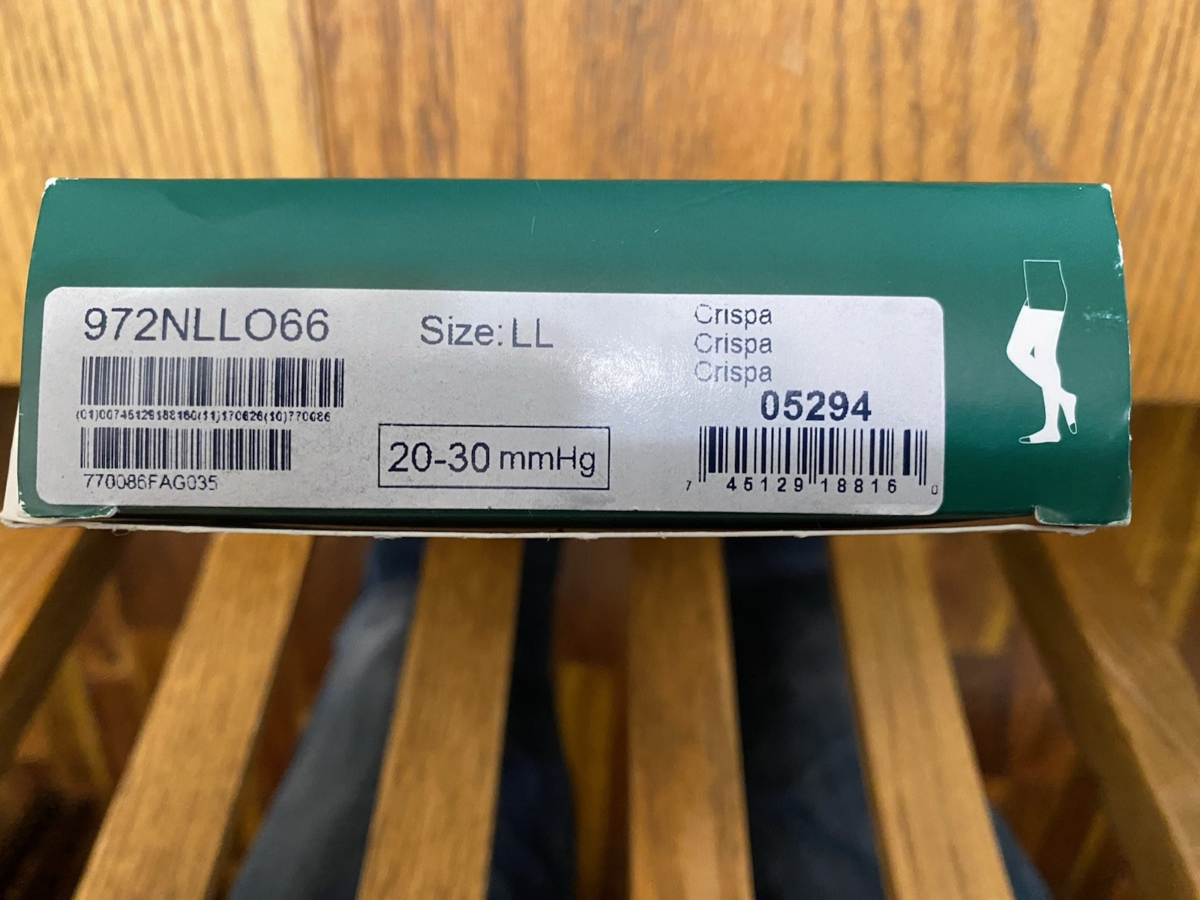 972NLLO66
(01)00745129188160(11)170626(10)770086
770086FAG035
Size: LL
20-30 mmHg
Crispa
Crispa
Crispa
05294
7 45129 18816 0